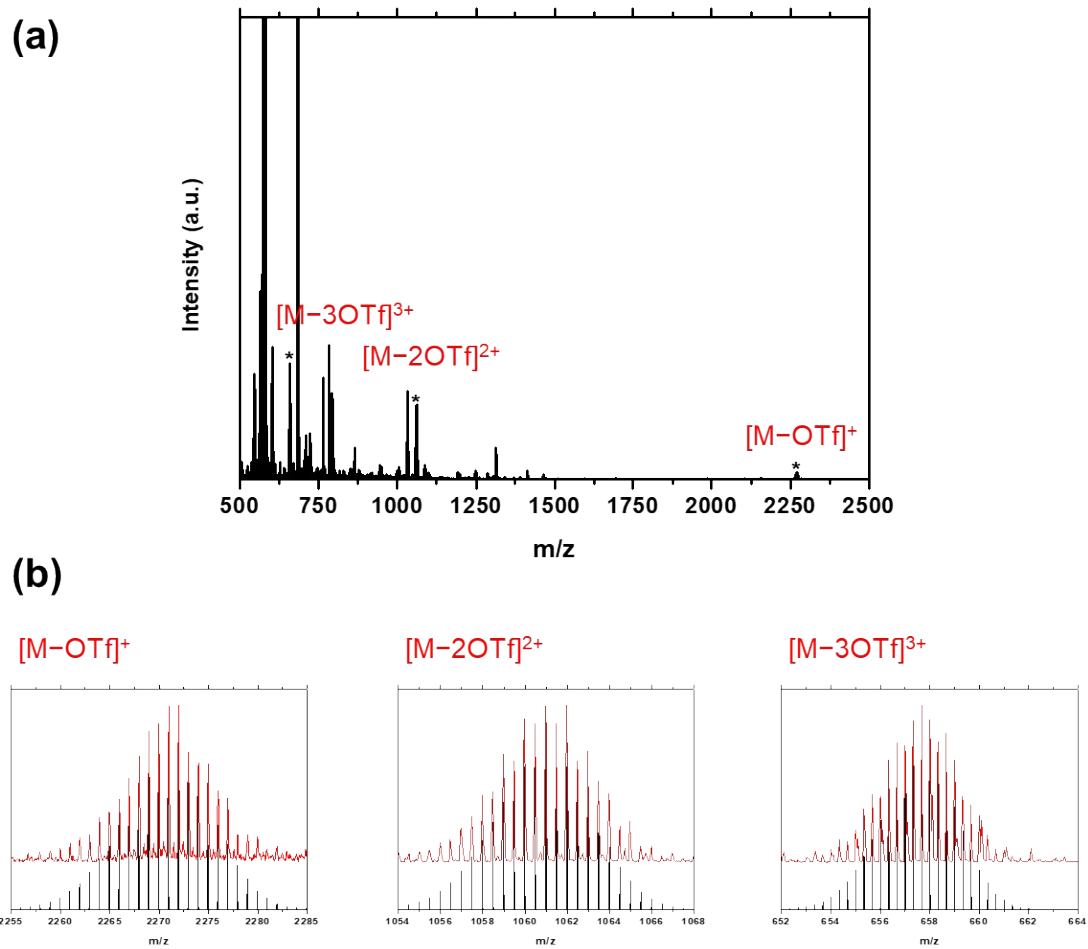 (a)
Intensity (a.u.)
[M−3OTf]3+
*
[M−2OTf]2+
*
[M−OTf]+
*
500 750 1000 1250 1500 1750 2000 2250 2500
m/z
(b)
[M−OTf]+ [M−2OTf]2+ [M−3OTf]3+
2255 2260 2265 2270 2275 2280 2285 1054 1056 1058 1060 1062 1064 1066 1068 652 654 656 658 660 662 664
m/z m/z m/z